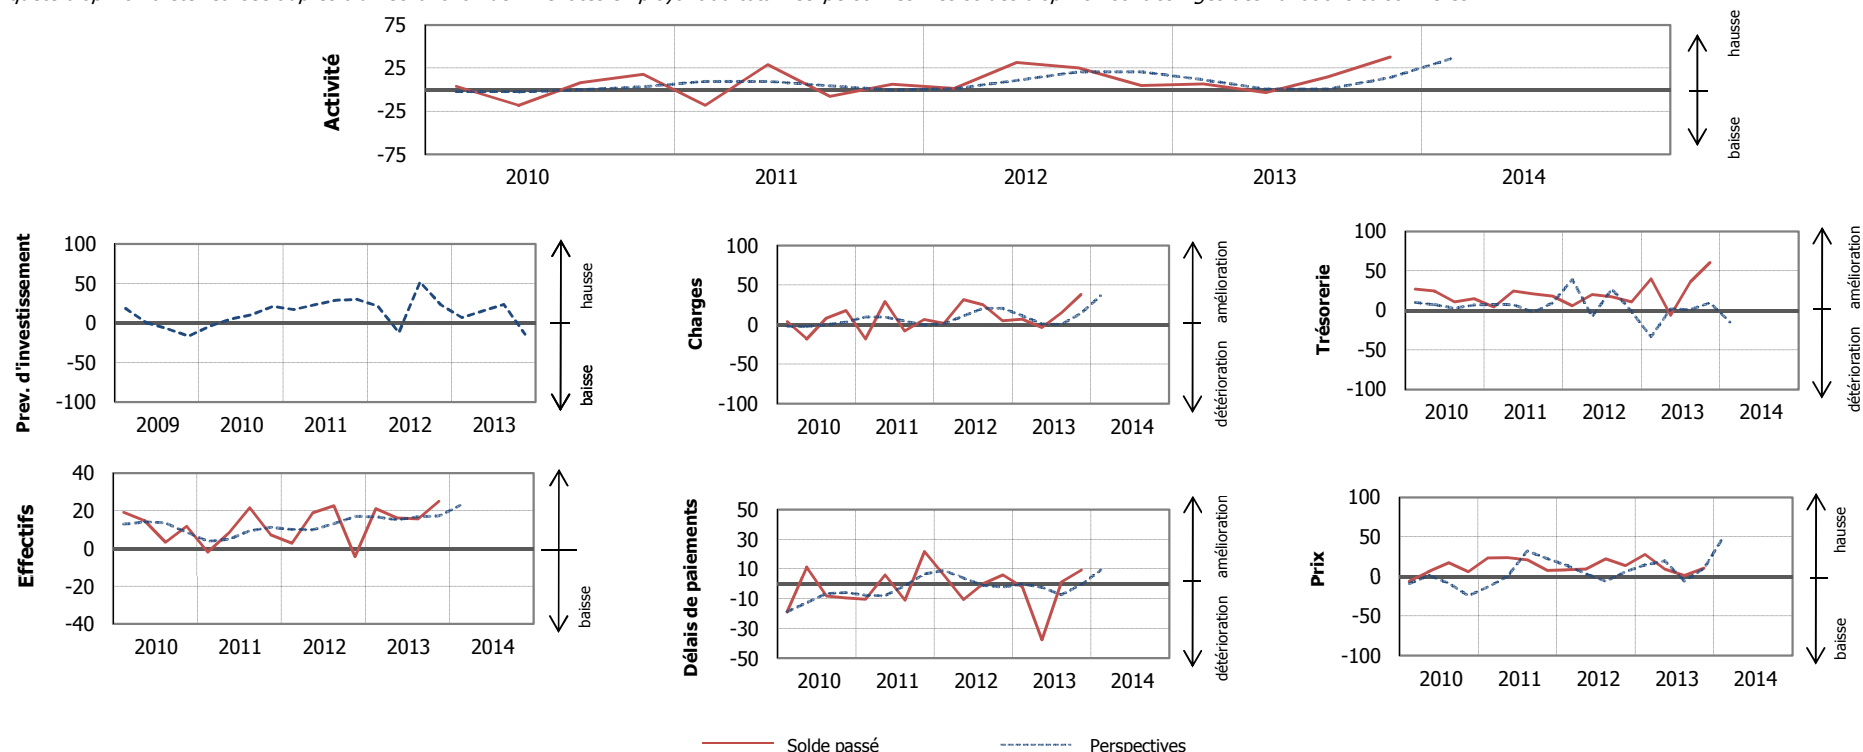 75
25
-25
-75
Activité
hausse
baisse
2010 2011 2012 2013 2014
100
50
0
-50
-100
Prev. d'investissement
hausse
baisse
2009 2010 2011 2012 2013
100
50
0
-50
-100
Charges
amélioration
détérioration
2010 2011 2012 2013 2014
100
50
0
-50
-100
Trésorerie
amélioration
détérioration
2010 2011 2012 2013 2014
40
20
0
-20
-40
Effectifs
baisse
2010 2011 2012 2013 2014
50
30
10
-10
-30
-50
Délais de paiements
amélioration
détérioration
2010 2011 2012 2013 2014
100
50
0
-50
-100
Prix
hausse
baisse
2010 2011 2012 2013 2014
Solde passé Perspectives